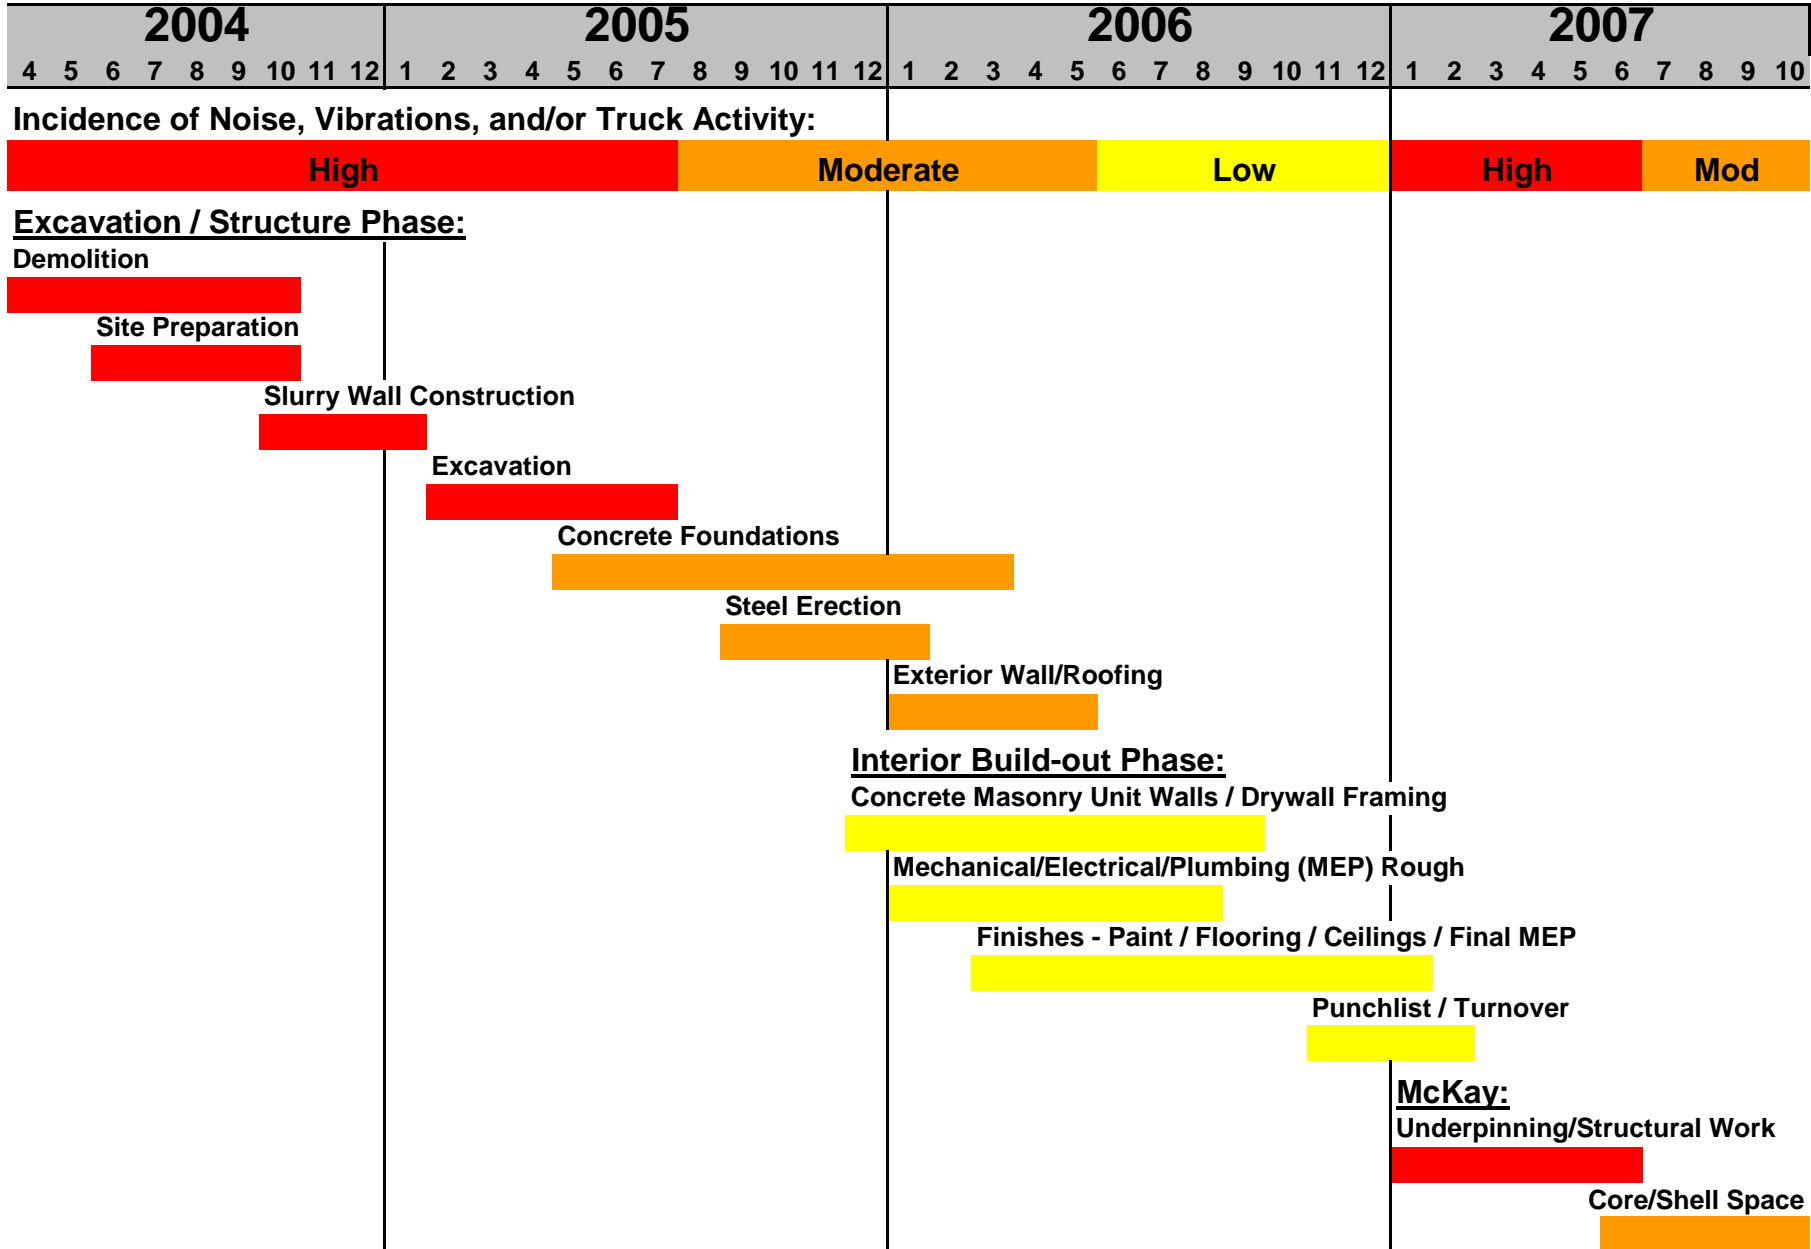 2004 2005 2006 2007
4 5 6 7 8 9 10 11 12 1 2 3 4 5 6 7 8 9 10 11 12 1 2 3 4 5 6 7 8 9 10 11 12 1 2 3 4 5 6 7 8 9 10
Incidence of Noise, Vibrations, and/or Truck Activity:
High Moderate Low High Mod
Excavation / Structure Phase:
Demolition
Site Preparation
Slurry Wall Construction
Excavation
Concrete Foundations
Steel Erection
Exterior Wall/Roofing
Interior Build-out Phase:
Concrete Masonry Unit Walls / Drywall Framing
Mechanical/Electrical/Plumbing (MEP) Rough
Finishes - Paint / Flooring / Ceilings / Final MEP
Punchlist / Turnover
McKay:
Underpinning/Structural Work
Core/Shell Space